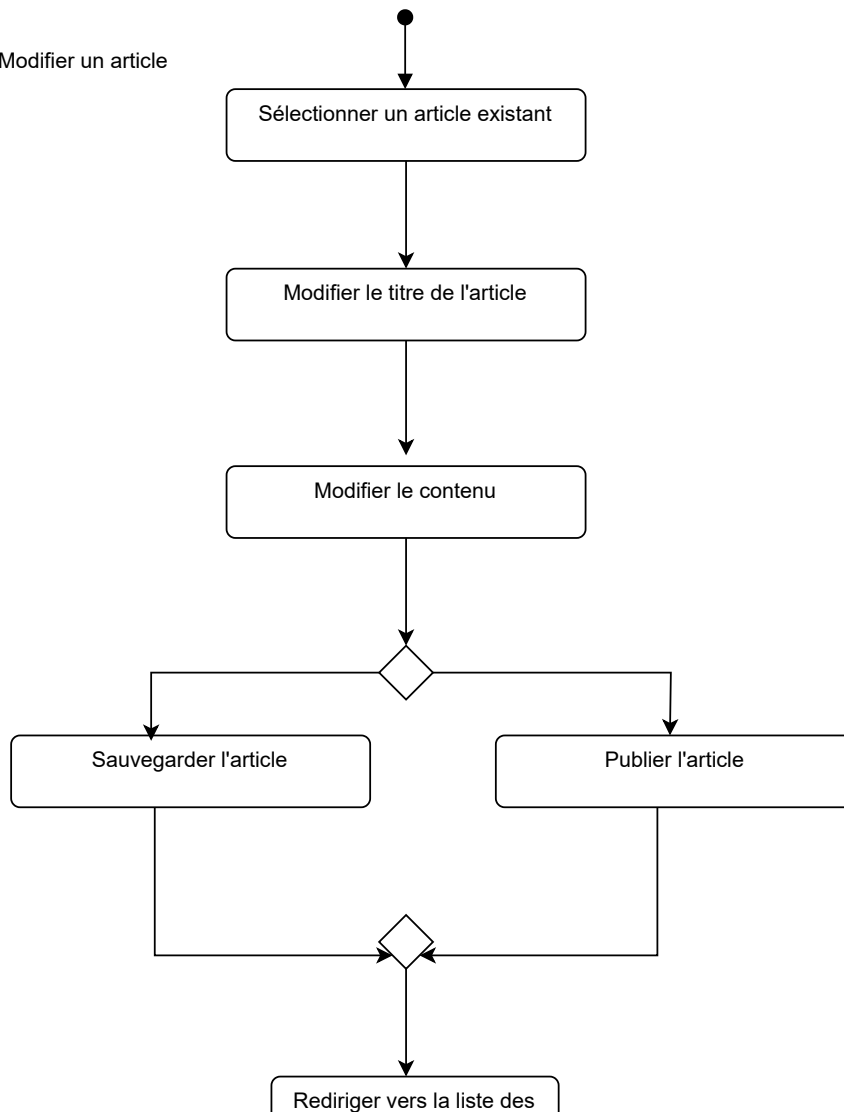 Modifier un article
Sélectionner un article existant
Modifier le titre de l'article
Modifier le contenu
Sauvegarder l'article
Publier l'article
Rediriger vers la liste des